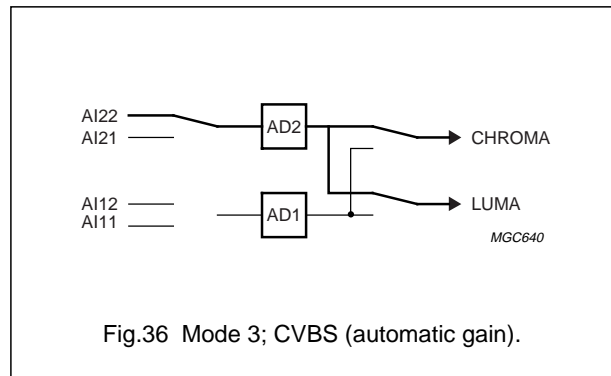 AI22
AD2
AI21
CHROMA
AI12
LUMA
AI11
AD1
MGC640
Fig.36 Mode 3; CVBS (automatic gain).